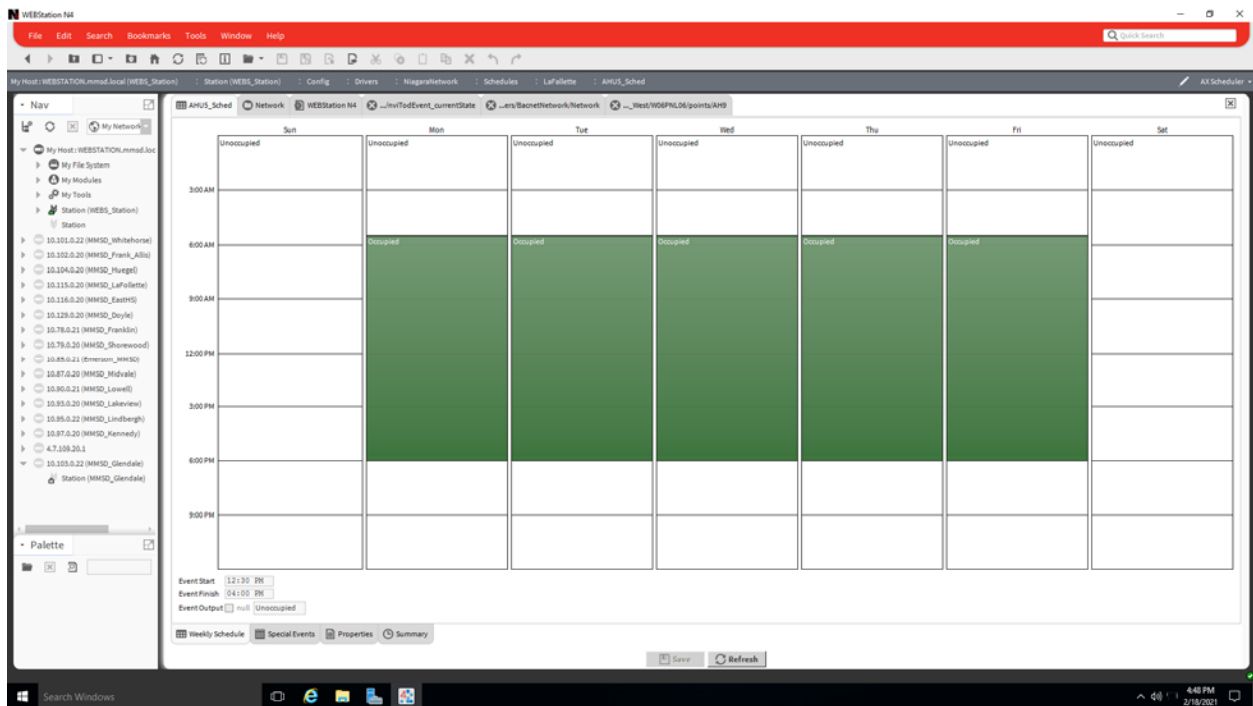 WEBStation N4
File Edit Search Bookmarks Tools Window Help
Quick Search
My Host : WEBSTATION.mmsd.local (WEBS_Station) : Station (WEBS_Station) : Config : Drivers : NiagaraNetwork : Schedules : LaFallette : AHU5_Sched
AX Scheduler
Nav
AHU5_Sched Network WEBStation N4 .../nviTodEvent_currentState ...ers/BacnetNetwork/Network ..._West/W06PNL06/points/AH9
My Network
My Host : WEBSTATION.mmsd.loc
My File System
My Modules
My Tools
Station (WEBS_Station)
Station
10.101.0.22 (MMSD_Whitehorse)
10.102.0.20 (MMSD_Frank_Allis)
10.104.0.20 (MMSD_Huegel)
10.115.0.20 (MMSD_LaFollette)
10.116.0.20 (MMSD_EastHS)
10.129.0.20 (MMSD_Doyle)
10.78.0.21 (MMSD_Franklin)
10.79.0.20 (MMSD_Shorewood)
10.85.0.21 (Emerson_MMSD)
10.87.0.20 (MMSD_Midvale)
10.90.0.21 (MMSD_Lowell)
10.93.0.20 (MMSD_Lakeview)
10.95.0.22 (MMSD_Lindbergh)
10.97.0.20 (MMSD_Kennedy)
4.7.109.20.1
10.103.0.22 (MMSD_Glendale)
Station (MMSD_Glendale)
Palette
Sun Mon Tue Wed Thu Fri Sat
Unoccupied Unoccupied Unoccupied Unoccupied Unoccupied Unoccupied Unoccupied
3:00 AM
Occupied Occupied Occupied Occupied Occupied
6:00 AM
9:00 AM
12:00 PM
3:00 PM
6:00 PM
9:00 PM
Event Start 12:30 PM
Event Finish 04:00 PM
Event Output null Unoccupied
Weekly Schedule Special Events Properties Summary
Save Refresh
Search Windows
4:48 PM
2/18/2021